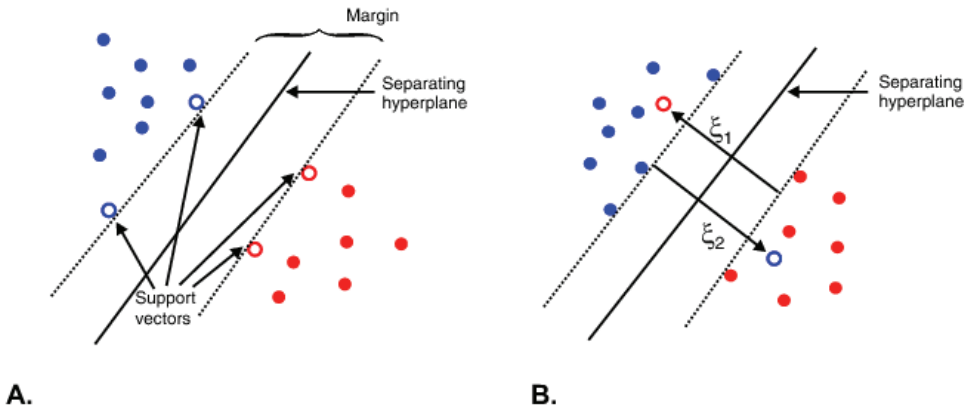 Margin
Separating
hyperplane
Support
vectors
A.
Separating
hyperplane
ξ1
ξ2
B.